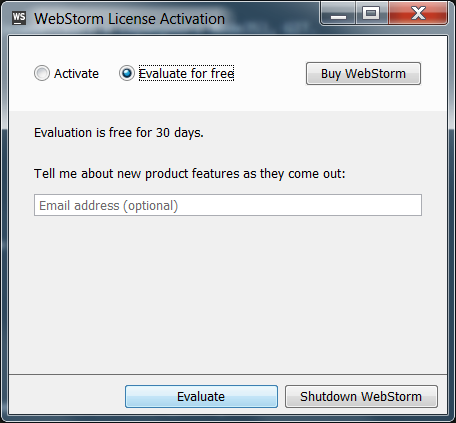 WS WebStorm License Activation
Activate Evaluate for free Buy WebStorm
Evaluation is free for 30 days.
Tell me about new product features as they come out:
Email address (optional)
Evaluate Shutdown WebStorm